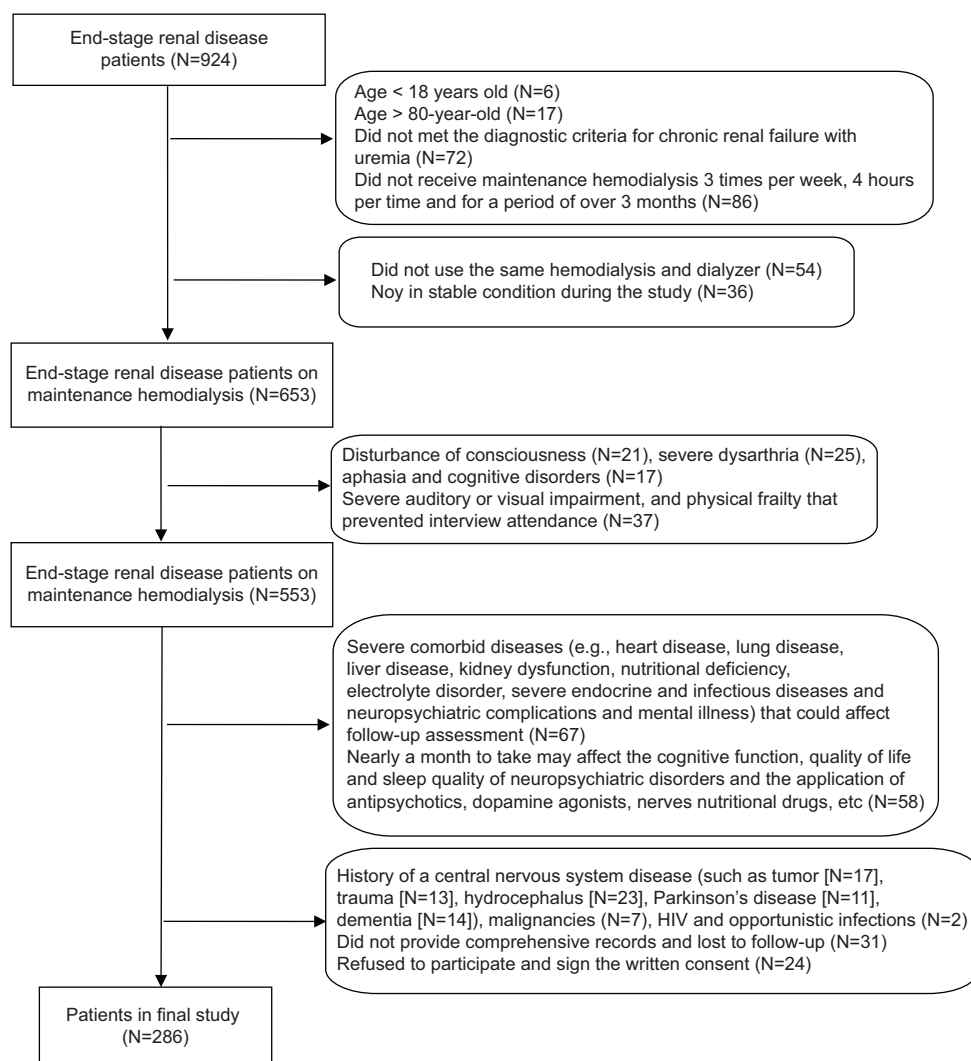 End-stage renal disease
patients (N=924)
Age < 18 years old (N=6)
Age > 80-year-old (N=17)
Did not met the diagnostic criteria for chronic renal failure with
uremia (N=72)
Did not receive maintenance hemodialysis 3 times per week, 4 hours
per time and for a period of over 3 months (N=86)
Did not use the same hemodialysis and dialyzer (N=54)
Noy in stable condition during the study (N=36)
End-stage renal disease patients on
maintenance hemodialysis (N=653)
Disturbance of consciousness (N=21), severe dysarthria (N=25),
aphasia and cognitive disorders (N=17)
Severe auditory or visual impairment, and physical frailty that
prevented interview attendance (N=37)
End-stage renal disease patients on
maintenance hemodialysis (N=553)
Severe comorbid diseases (e.g., heart disease, lung disease,
liver disease, kidney dysfunction, nutritional deficiency,
electrolyte disorder, severe endocrine and infectious diseases and
neuropsychiatric complications and mental illness) that could affect
follow-up assessment (N=67)
Nearly a month to take may affect the cognitive function, quality of life
and sleep quality of neuropsychiatric disorders and the application of
antipsychotics, dopamine agonists, nerves nutritional drugs, etc (N=58)
History of a central nervous system disease (such as tumor [N=17],
trauma [N=13], hydrocephalus [N=23], Parkinson's disease [N=11],
dementia [N=14]), malignancies (N=7), HIV and opportunistic infections (N=2)
Did not provide comprehensive records and lost to follow-up (N=31)
Refused to participate and sign the written consent (N=24)
Patients in final study
(N=286)